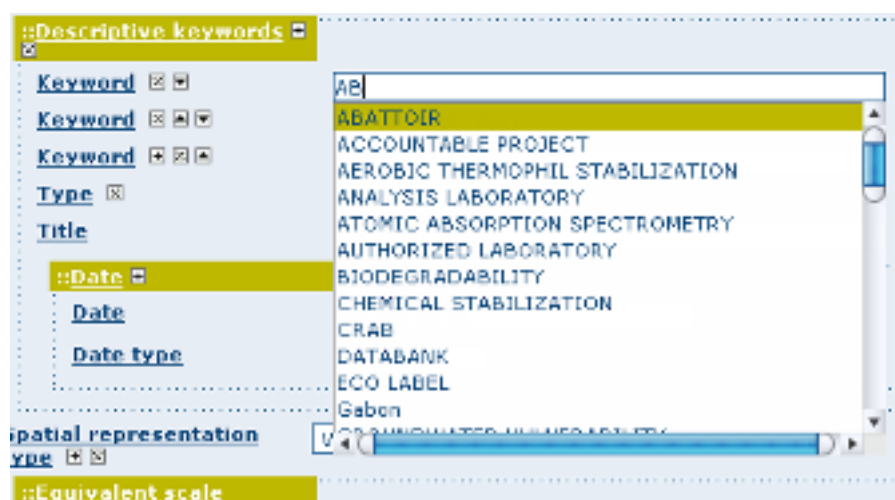 ::Descriptive keywords
Keyword
AB
Keyword
ABATTOIR
ACCOUNTABLE PROJECT
Keyword
AEROBIC THERMOPHIL STABILIZATION
Type
ANALYSIS LABORATORY
ATOMIC ABSORPTION SPECTROMETRY
Title
AUTHORIZED LABORATORY
::Date
BIODEGRADABILITY
CHEMICAL STABILIZATION
Date
CRAB
Date type
DATABANK
ECO LABEL
Gabon
GROUNDWATER VULNERABILITY
patial representation
ype
::Equivalent scale